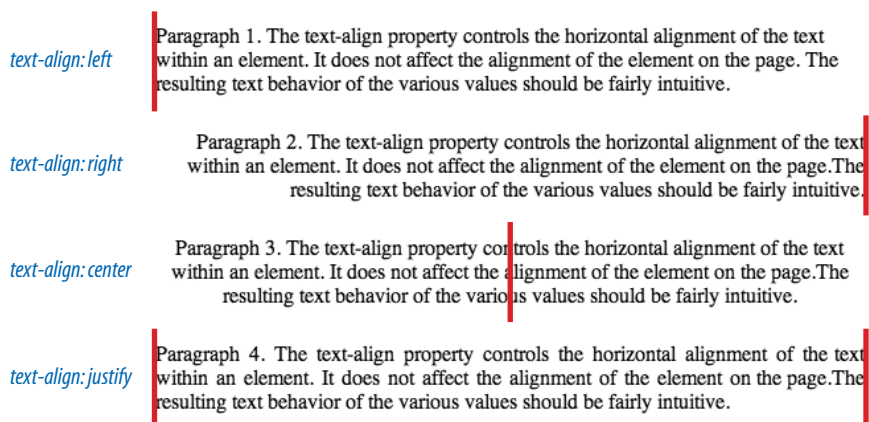 text-align: left
Paragraph 1. The text-align property controls the horizontal alignment of the text
within an element. It does not affect the alignment of the element on the page. The
resulting text behavior of the various values should be fairly intuitive.
text-align: right
Paragraph 2. The text-align property controls the horizontal alignment of the text
within an element. It does not affect the alignment of the element on the page.The
resulting text behavior of the various values should be fairly intuitive.
text-align: center
Paragraph 3. The text-align property controls the horizontal alignment of the text
within an element. It does not affect the alignment of the element on the page.The
resulting text behavior of the various values should be fairly intuitive.
text-align: justify
Paragraph 4. The text-align property controls the horizontal alignment of the text
within an element. It does not affect the alignment of the element on the page.The
resulting text behavior of the various values should be fairly intuitive.